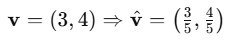 v = (3, 4) ⇒ v̂ = (3/5, 4/5)